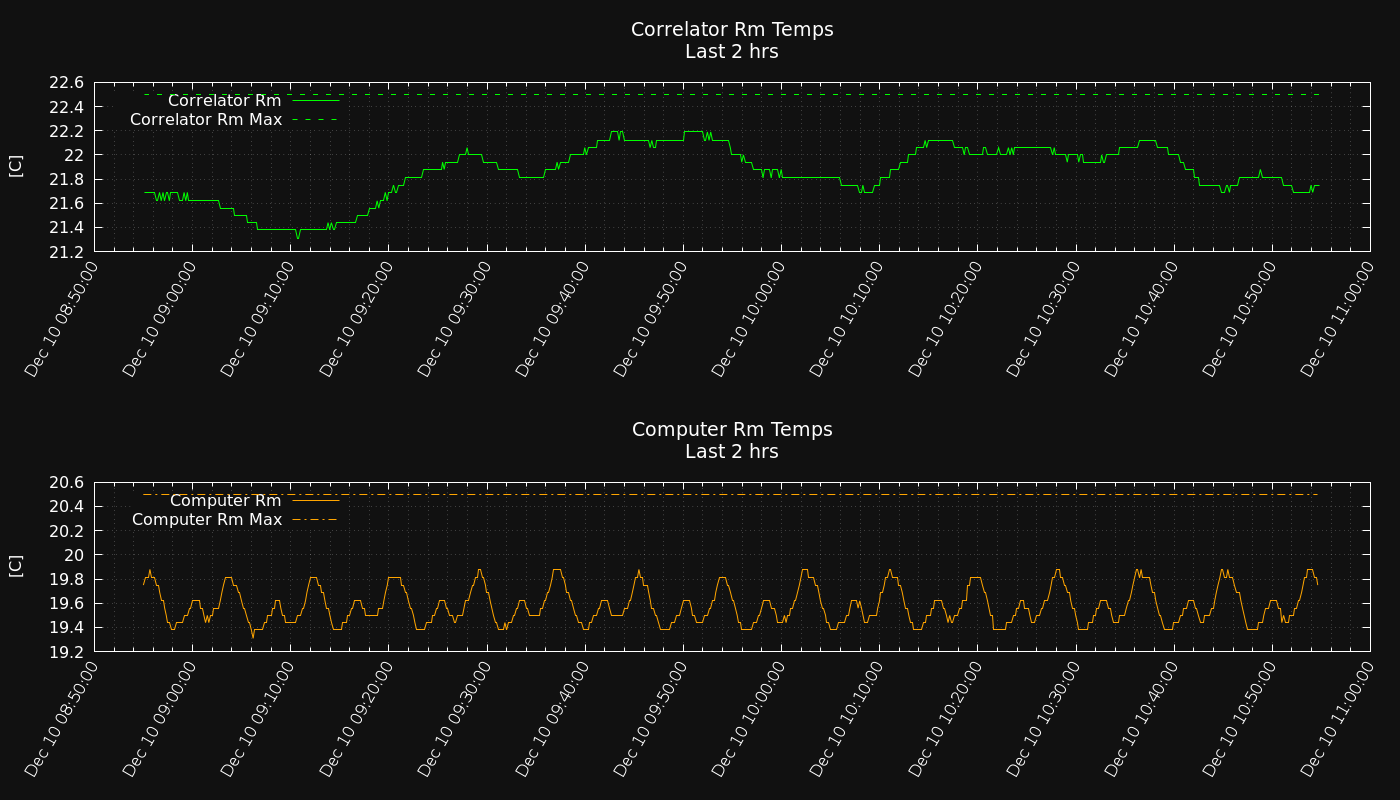 Correlator Rm Temps
Last 2 hrs
22.6
22.4
22.2
22
21.8
21.6
21.4
21.2
[C]
Correlator Rm
Correlator Rm Max
Dec 10 08:50:00
Dec 10 09:00:00
Dec 10 09:10:00
Dec 10 09:20:00
Dec 10 09:30:00
Dec 10 09:40:00
Dec 10 09:50:00
Dec 10 10:00:00
Dec 10 10:10:00
Dec 10 10:20:00
Dec 10 10:30:00
Dec 10 10:40:00
Dec 10 10:50:00
Dec 10 11:00:00
Computer Rm Temps
Last 2 hrs
20.6
20.4
20.2
20
19.8
19.6
19.4
19.2
[C]
Computer Rm
Computer Rm Max
Dec 10 08:50:00
Dec 10 09:00:00
Dec 10 09:10:00
Dec 10 09:20:00
Dec 10 09:30:00
Dec 10 09:40:00
Dec 10 09:50:00
Dec 10 10:00:00
Dec 10 10:10:00
Dec 10 10:20:00
Dec 10 10:30:00
Dec 10 10:40:00
Dec 10 10:50:00
Dec 10 11:00:00